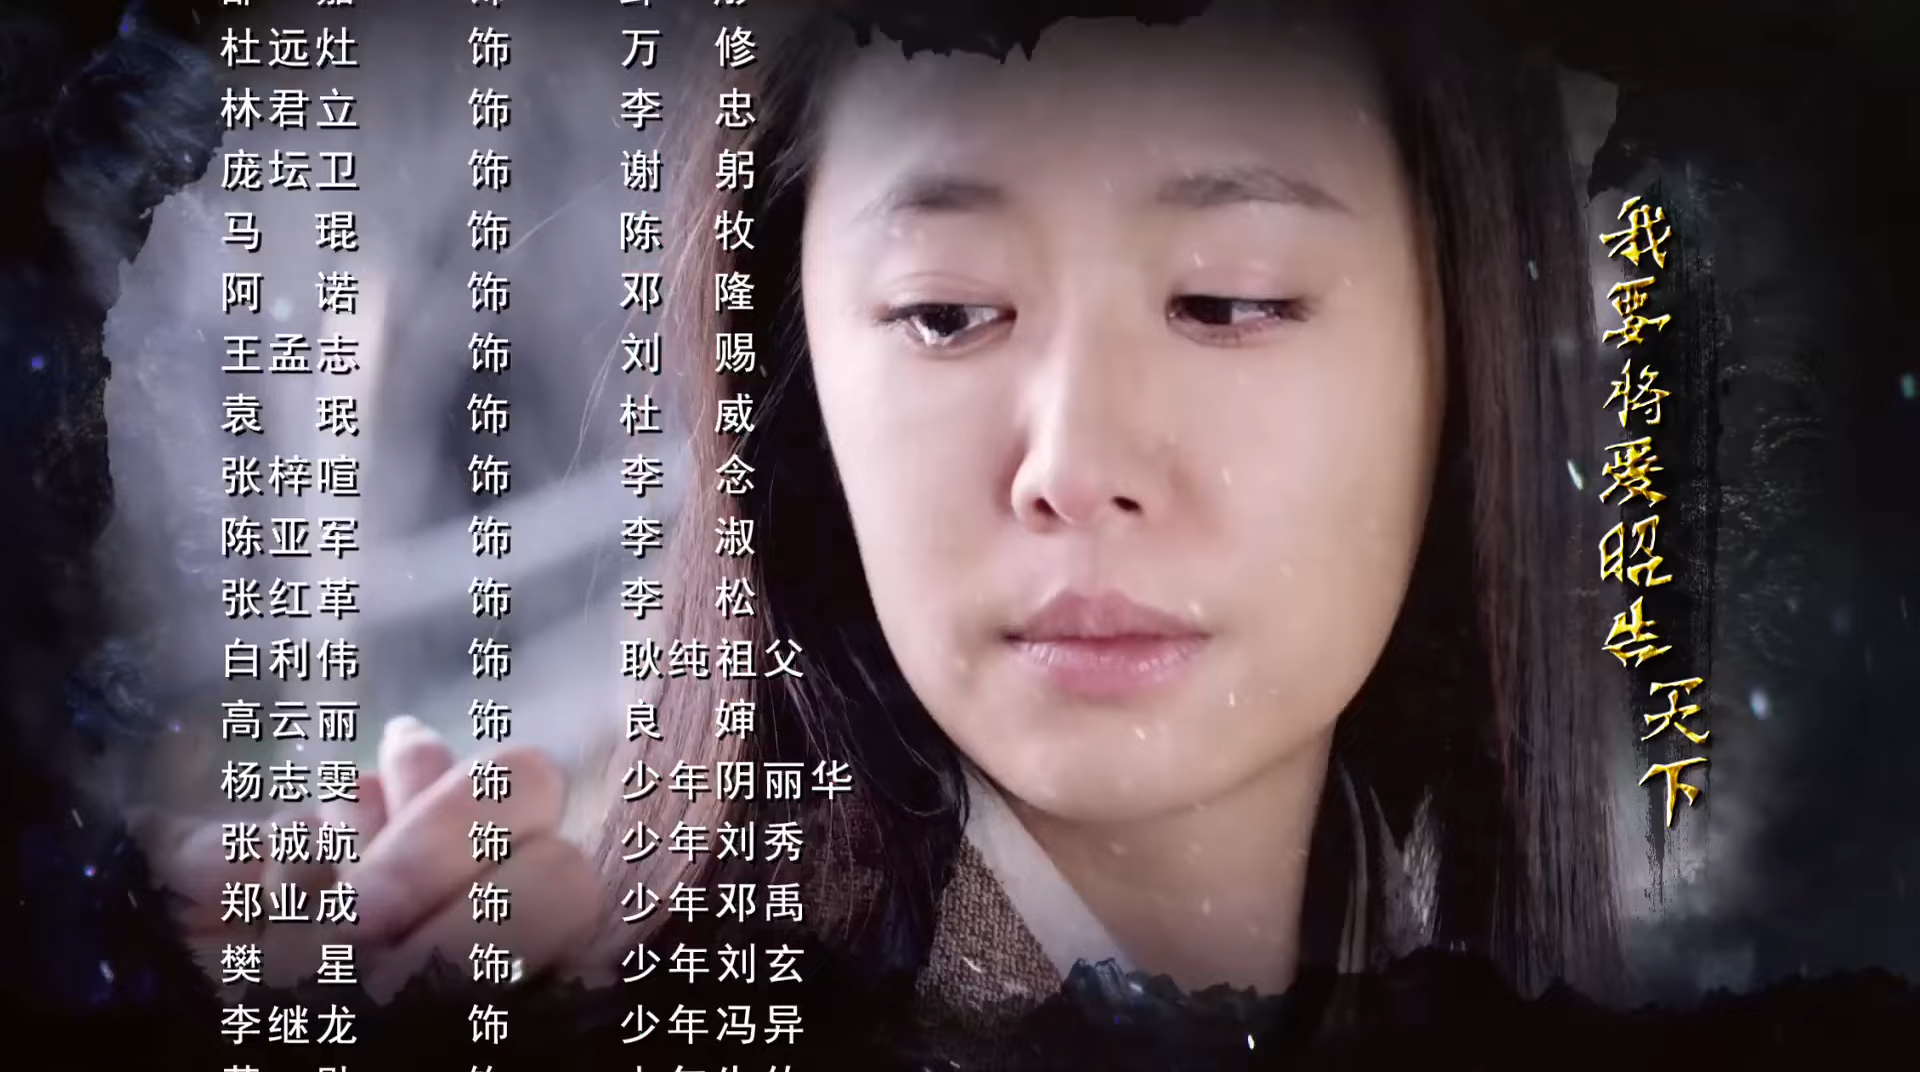 杜远灶 饰 万修
林君立 饰 李忠
庞坛卫 饰 谢躬
马琨 饰 陈牧
阿诺 饰 邓隆
王孟志 饰 刘赐
袁珉 饰 杜威
张梓暄 饰 李念
陈亚军 饰 李淑
张红革 饰 李松
白利伟 饰 耿纯祖父
高云丽 饰 良婶
杨志雯 饰 少年阴丽华
张诚航 饰 少年刘秀
郑业成 饰 少年邓禹
樊星 饰 少年刘玄
李继龙 饰 少年冯异
我要将爱昭告天下